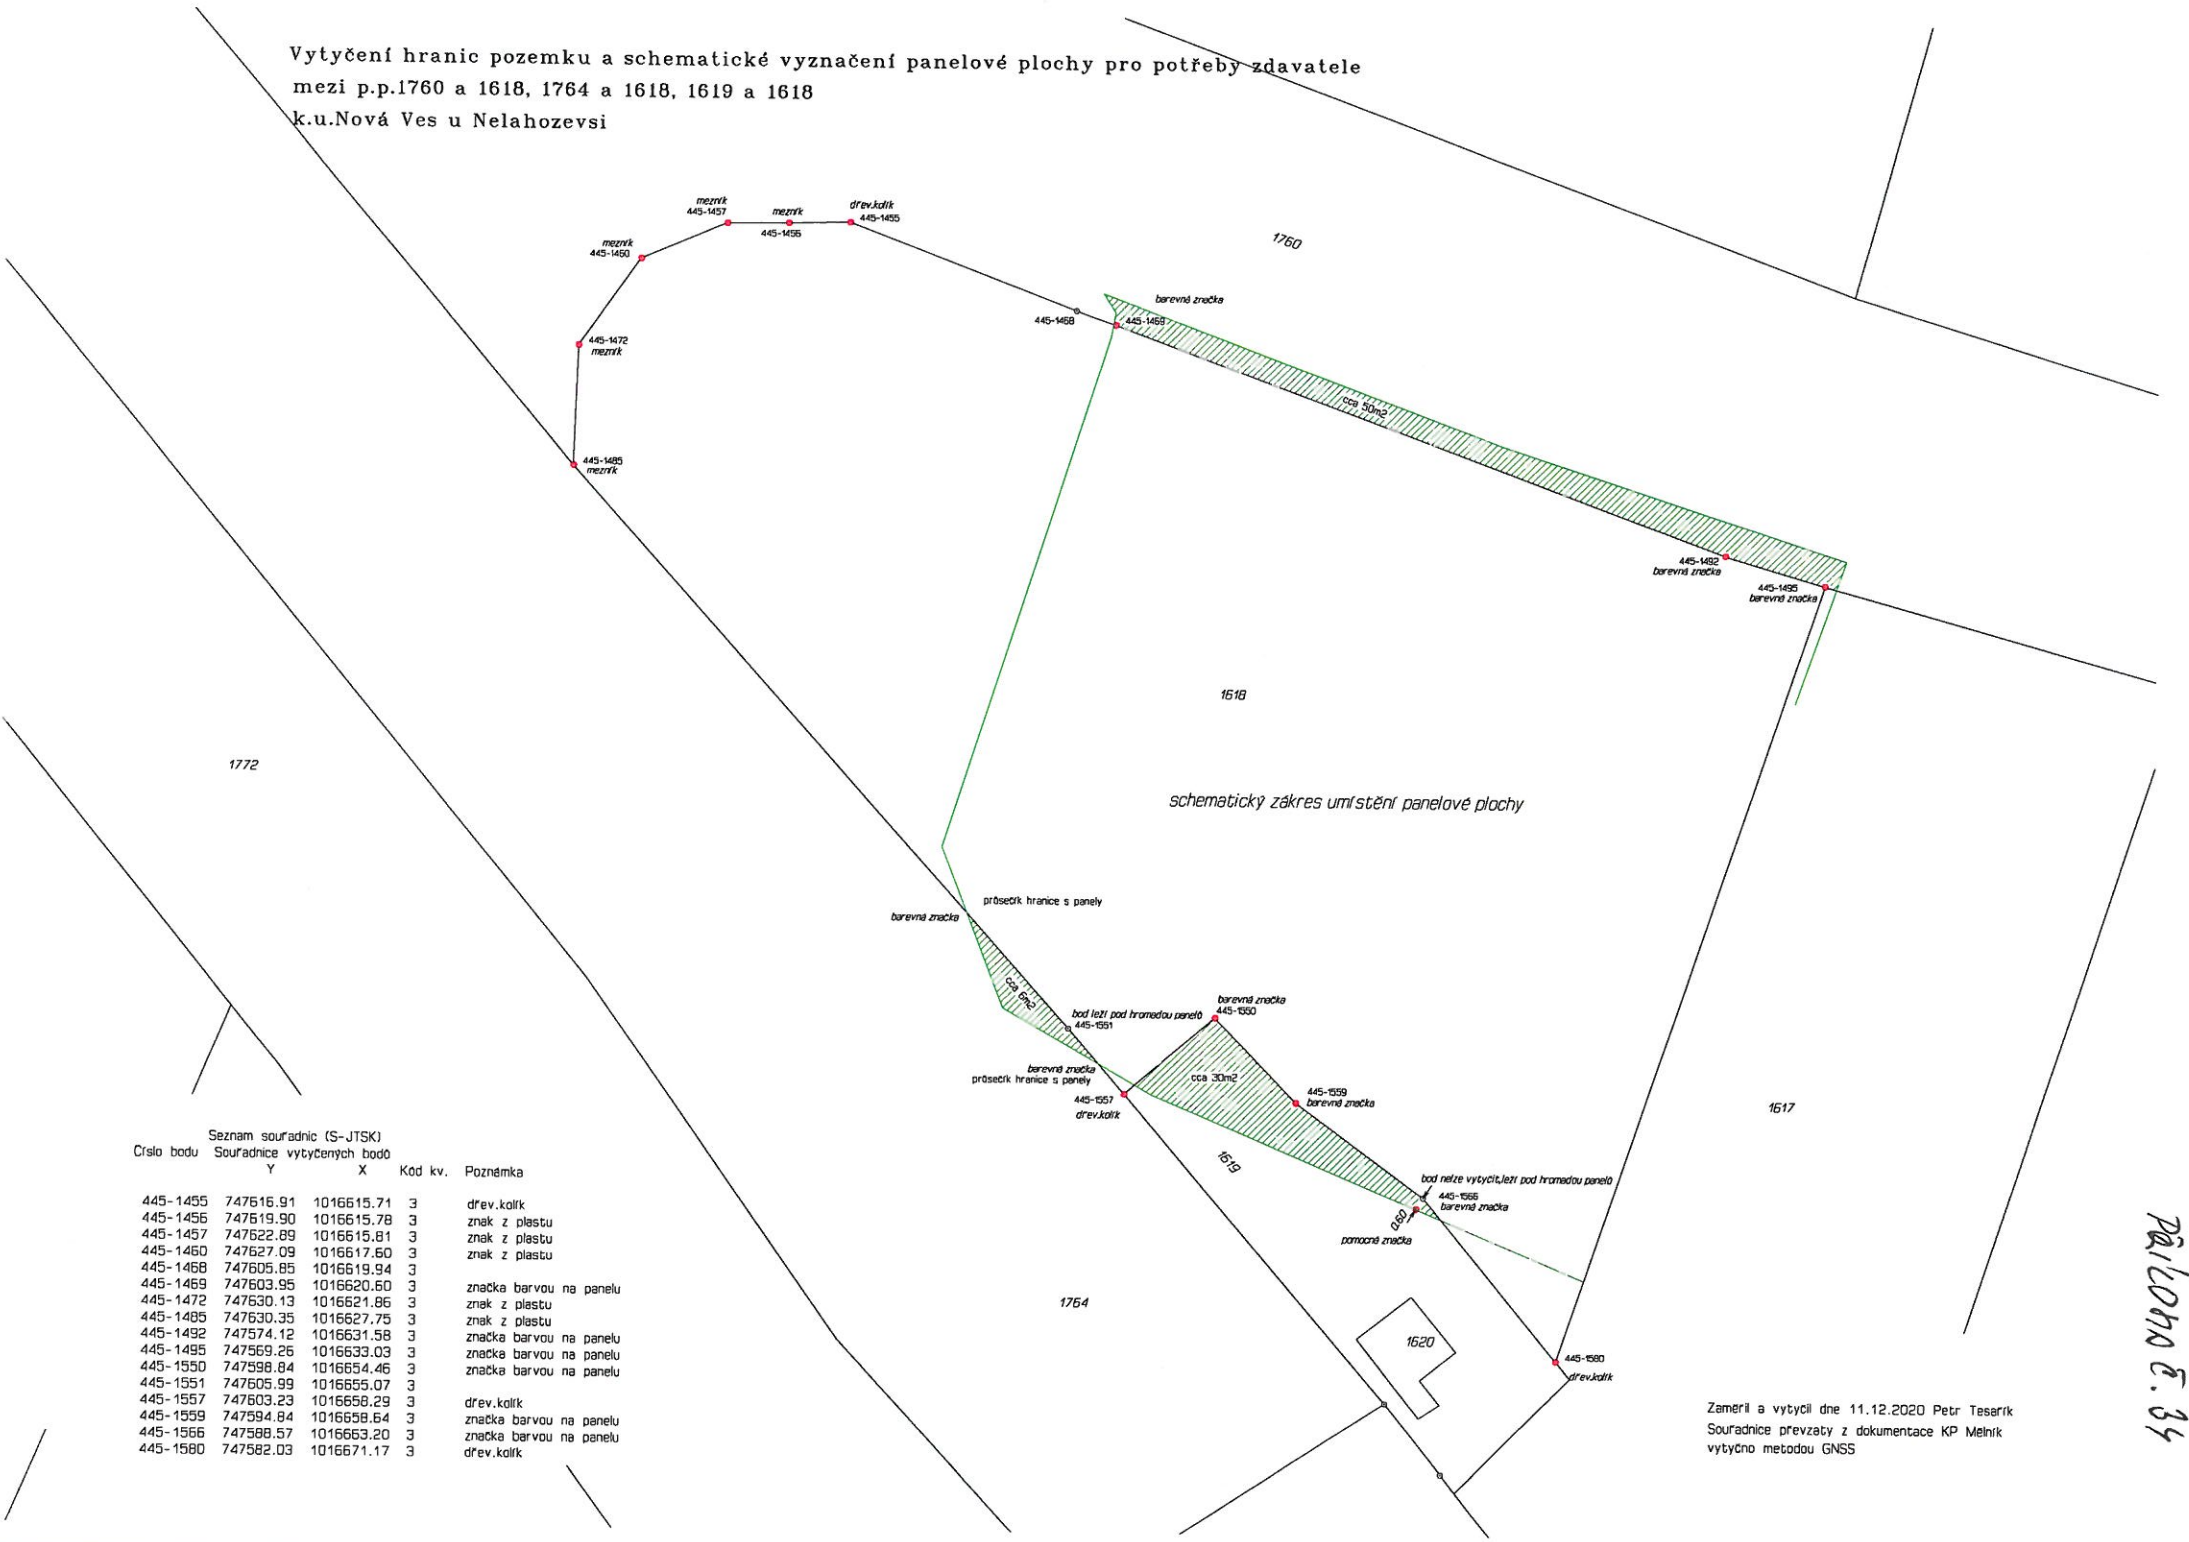 Vytyčení hranic pozemku a schematické vyznačení panelové plochy pro potřeby zdavatele
mezi p.p.1760 a 1618, 1764 a 1618, 1619 a 1618
k.u.Nová Ves u Nelahozevsi
mezník
445-1457
mezník
445-1456
dřev.kolík
445-1455
mezník
445-1460
1760
barevná značka
445-1468
445-1469
445-1472
mezník
cca 50m2
445-1485
mezník
445-1492
barevná značka
445-1495
barevná značka
1618
1772
schematický zákres umístění panelové plochy
průsečík hranice s panely
barevná značka
cca 6m2
barevná značka
445-1550
bod leží pod hromadou panelů
445-1551
barevná značka
průsečík hranice s panely
cca 30m2
445-1557
dřev.kolík
445-1559
barevná značka
1617
1619
bod nelze vytyčit,leží pod hromadou panelů
445-1566
barevná značka
0.60
pomocná značka
1764
1620
445-1580
dřev.kolík
Seznam souřadnic (S-JTSK)
Číslo bodu Souřadnice vytyčených bodů
Y X Kód kv. Poznámka
445-1455 747616.91 1016615.71 3 dřev.kolík
445-1456 747619.90 1016615.78 3 znak z plastu
445-1457 747622.89 1016615.81 3 znak z plastu
445-1460 747627.09 1016617.60 3 znak z plastu
445-1468 747605.85 1016619.94 3
445-1469 747603.95 1016620.60 3 značka barvou na panelu
445-1472 747630.13 1016621.86 3 znak z plastu
445-1485 747630.35 1016627.75 3 znak z plastu
445-1492 747574.12 1016631.58 3 značka barvou na panelu
445-1495 747569.26 1016633.03 3 značka barvou na panelu
445-1550 747598.84 1016654.46 3 značka barvou na panelu
445-1551 747605.99 1016655.07 3
445-1557 747603.23 1016658.29 3 dřev.kolík
445-1559 747594.84 1016658.64 3 značka barvou na panelu
445-1566 747588.57 1016663.20 3 značka barvou na panelu
445-1580 747582.03 1016671.17 3 dřev.kolík
Zaměřil a vytyčil dne 11.12.2020 Petr Tesařík
Souřadnice převzaty z dokumentace KP Mělník
vytyčno metodou GNSS
Příloha č. 34